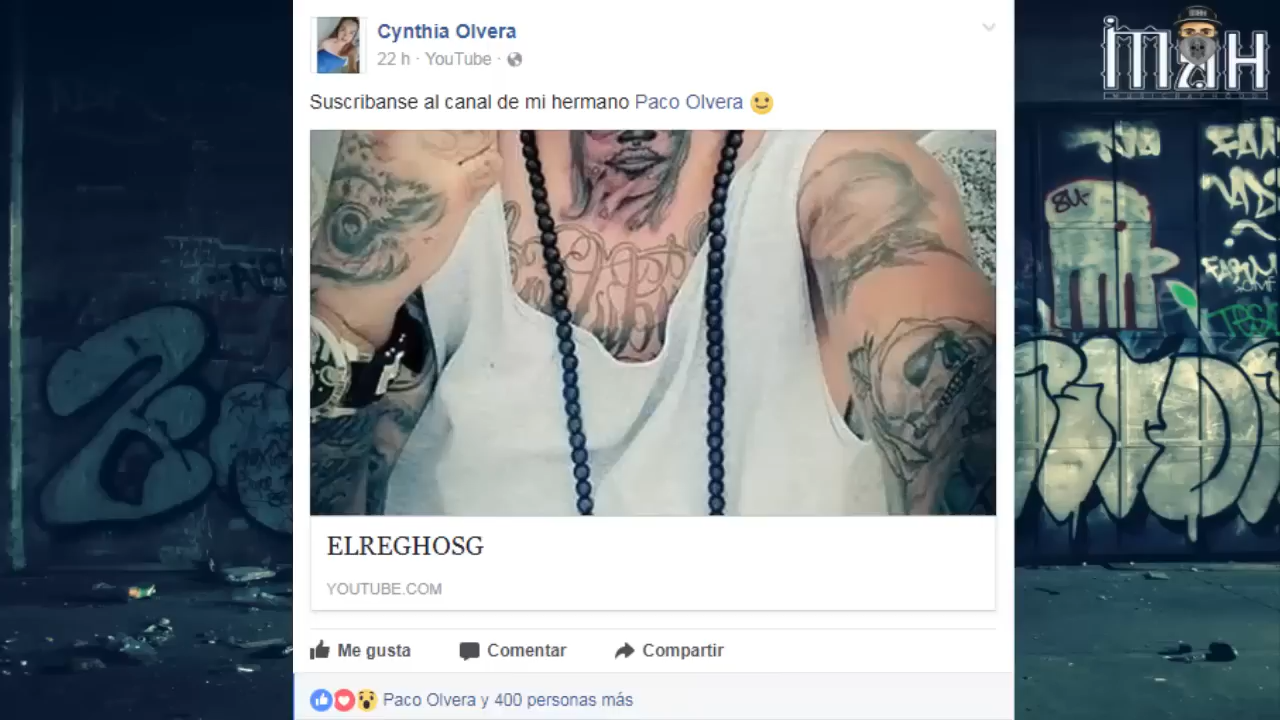 Cynthia Olvera
22 h · YouTube ·
Suscribanse al canal de mi hermano Paco Olvera
ELREGHOSG
YOUTUBE.COM
Me gusta
Comentar
Compartir
Paco Olvera y 400 personas más